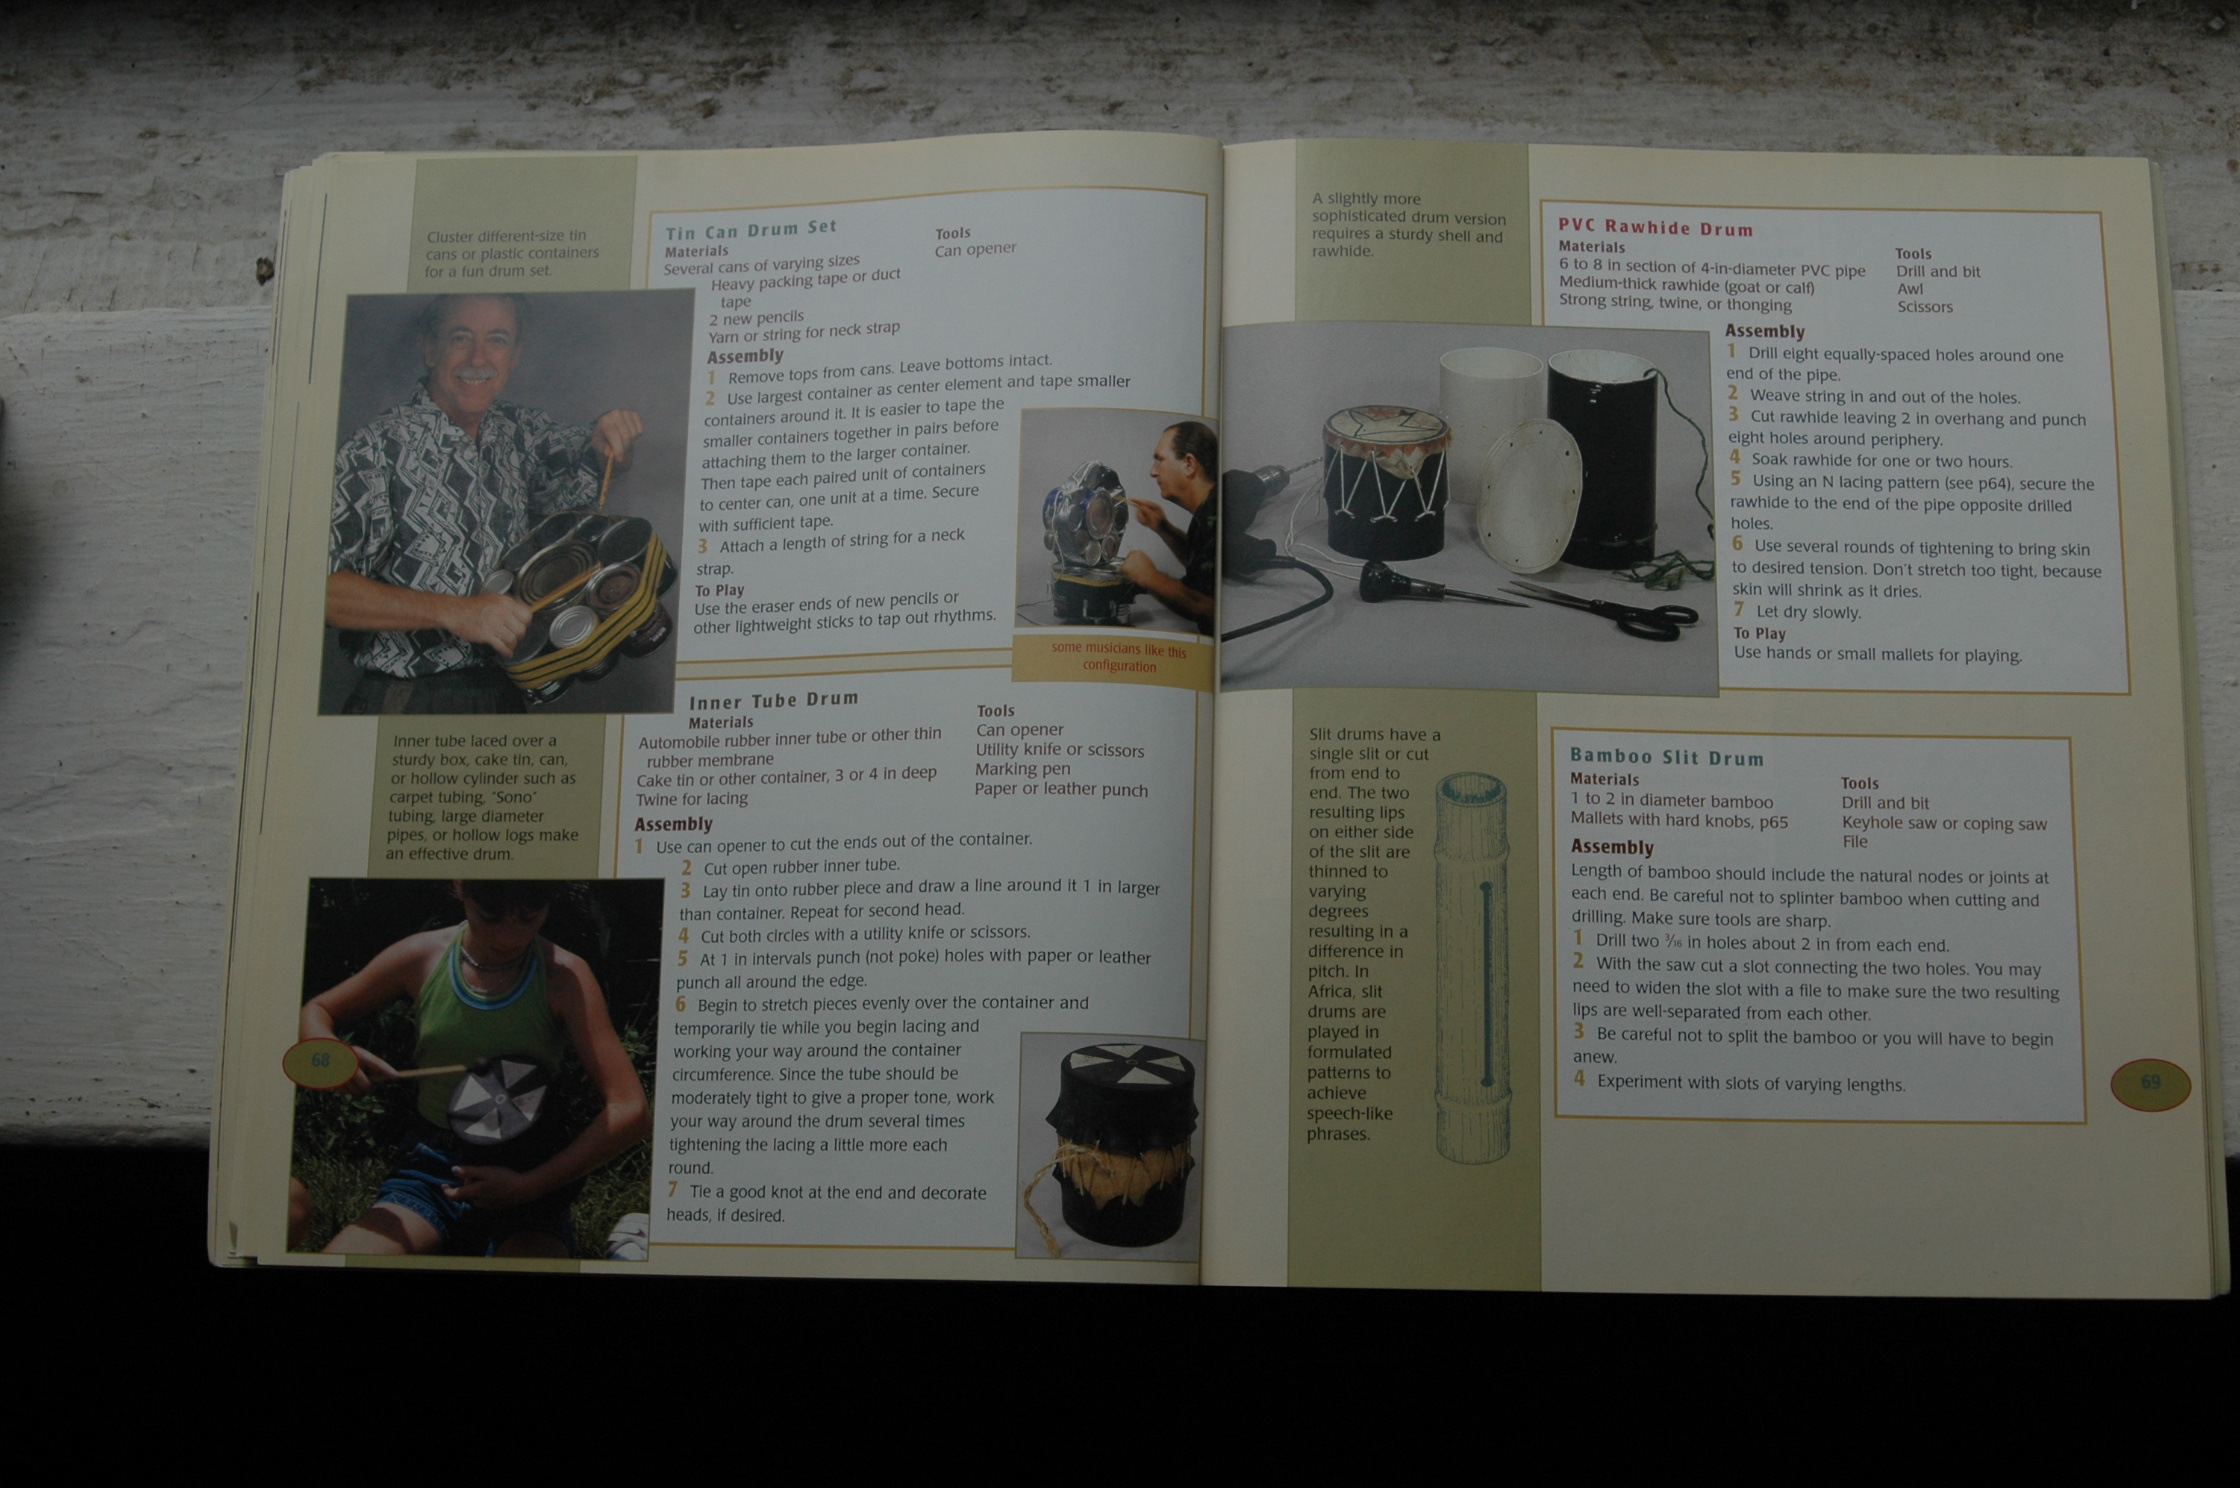 Cluster different-size tin
cans or plastic containers
for a fun drum set.
Tin Can Drum Set
Materials
Several cans of varying sizes
Heavy packing tape or duct
tape
2 new pencils
Yarn or string for neck strap
Tools
Can opener
Assembly
1 Remove tops from cans. Leave bottoms intact.
2 Use largest container as center element and tape smaller
containers around it. It is easier to tape the
smaller containers together in pairs before
attaching them to the larger container.
Then tape each paired unit of containers
to center can, one unit at a time. Secure
with sufficient tape.
3 Attach a length of string for a neck
strap.
To Play
Use the eraser ends of new pencils or
other lightweight sticks to tap out rhythms.
some musicians like this
configuration
Inner tube laced over a
sturdy box, cake tin, can,
or hollow cylinder such as
carpet tubing, "Sono"
tubing, large diameter
pipes, or hollow logs make
an effective drum.
Inner Tube Drum
Materials
Automobile rubber inner tube or other thin
rubber membrane
Cake tin or other container, 3 or 4 in deep
Twine for lacing
Tools
Can opener
Utility knife or scissors
Marking pen
Paper or leather punch
Assembly
1 Use can opener to cut the ends out of the container.
2 Cut open rubber inner tube.
3 Lay tin onto rubber piece and draw a line around it 1 in larger
than container. Repeat for second head.
4 Cut both circles with a utility knife or scissors.
5 At 1 in intervals punch (not poke) holes with paper or leather
punch all around the edge.
6 Begin to stretch pieces evenly over the container and
temporarily tie while you begin lacing and
working your way around the container
circumference. Since the tube should be
moderately tight to give a proper tone, work
your way around the drum several times
tightening the lacing a little more each
round.
7 Tie a good knot at the end and decorate
heads, if desired.
68
A slightly more
sophisticated drum version
requires a sturdy shell and
rawhide.
PVC Rawhide Drum
Materials
6 to 8 in section of 4-in-diameter PVC pipe
Medium-thick rawhide (goat or calf)
Strong string, twine, or thonging
Tools
Drill and bit
Awl
Scissors
Assembly
1 Drill eight equally-spaced holes around one
end of the pipe.
2 Weave string in and out of the holes.
3 Cut rawhide leaving 2 in overhang and punch
eight holes around periphery.
4 Soak rawhide for one or two hours.
5 Using an N lacing pattern (see p64), secure the
rawhide to the end of the pipe opposite drilled
holes.
6 Use several rounds of tightening to bring skin
to desired tension. Don't stretch too tight, because
skin will shrink as it dries.
7 Let dry slowly.
To Play
Use hands or small mallets for playing.
Slit drums have a
single slit or cut
from end to
end. The two
resulting lips
on either side
of the slit are
thinned to
varying
degrees
resulting in a
difference in
pitch. In
Africa, slit
drums are
played in
formulated
patterns to
achieve
speech-like
phrases.
Bamboo Slit Drum
Materials
1 to 2 in diameter bamboo
Mallets with hard knobs, p65
Tools
Drill and bit
Keyhole saw or coping saw
File
Assembly
Length of bamboo should include the natural nodes or joints at
each end. Be careful not to splinter bamboo when cutting and
drilling. Make sure tools are sharp.
1 Drill two 3/16 in holes about 2 in from each end.
2 With the saw cut a slot connecting the two holes. You may
need to widen the slot with a file to make sure the two resulting
lips are well-separated from each other.
3 Be careful not to split the bamboo or you will have to begin
anew.
4 Experiment with slots of varying lengths.
69